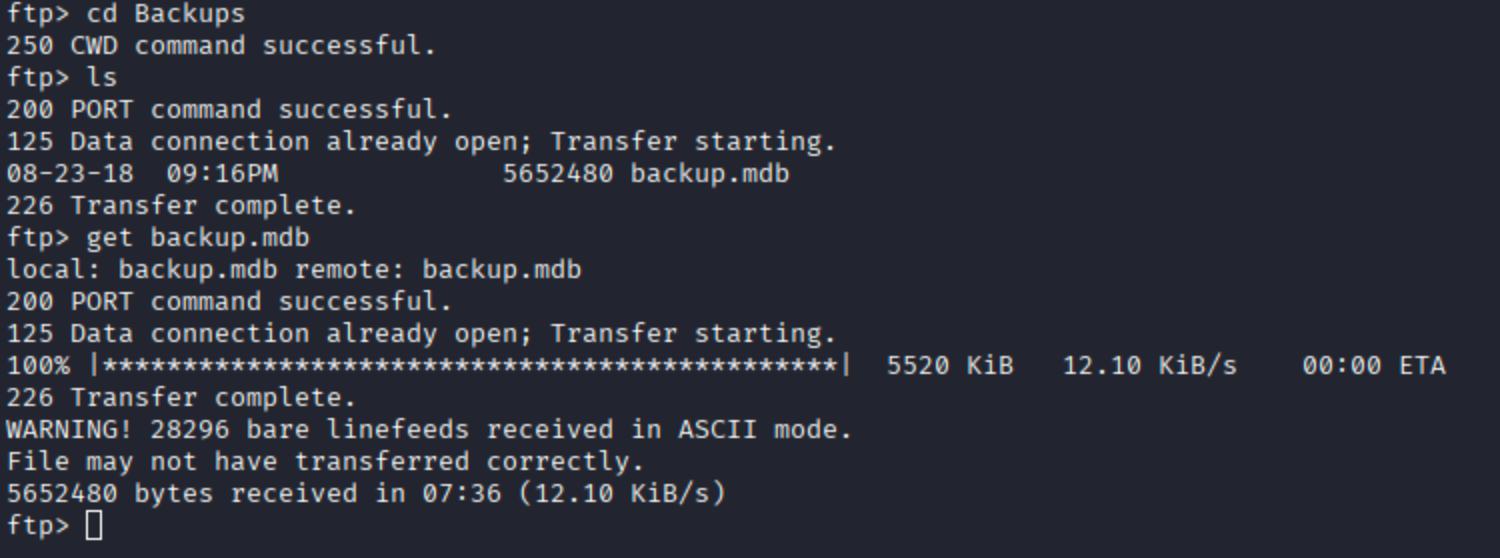 ftp> cd Backups
250 CWD command successful.
ftp> ls
200 PORT command successful.
125 Data connection already open; Transfer starting.
08-23-18  09:16PM              5652480 backup.mdb
226 Transfer complete.
ftp> get backup.mdb
local: backup.mdb remote: backup.mdb
200 PORT command successful.
125 Data connection already open; Transfer starting.
100% |**********************************************|  5520 KiB   12.10 KiB/s    00:00 ETA
226 Transfer complete.
WARNING! 28296 bare linefeeds received in ASCII mode.
File may not have transferred correctly.
5652480 bytes received in 07:36 (12.10 KiB/s)
ftp>